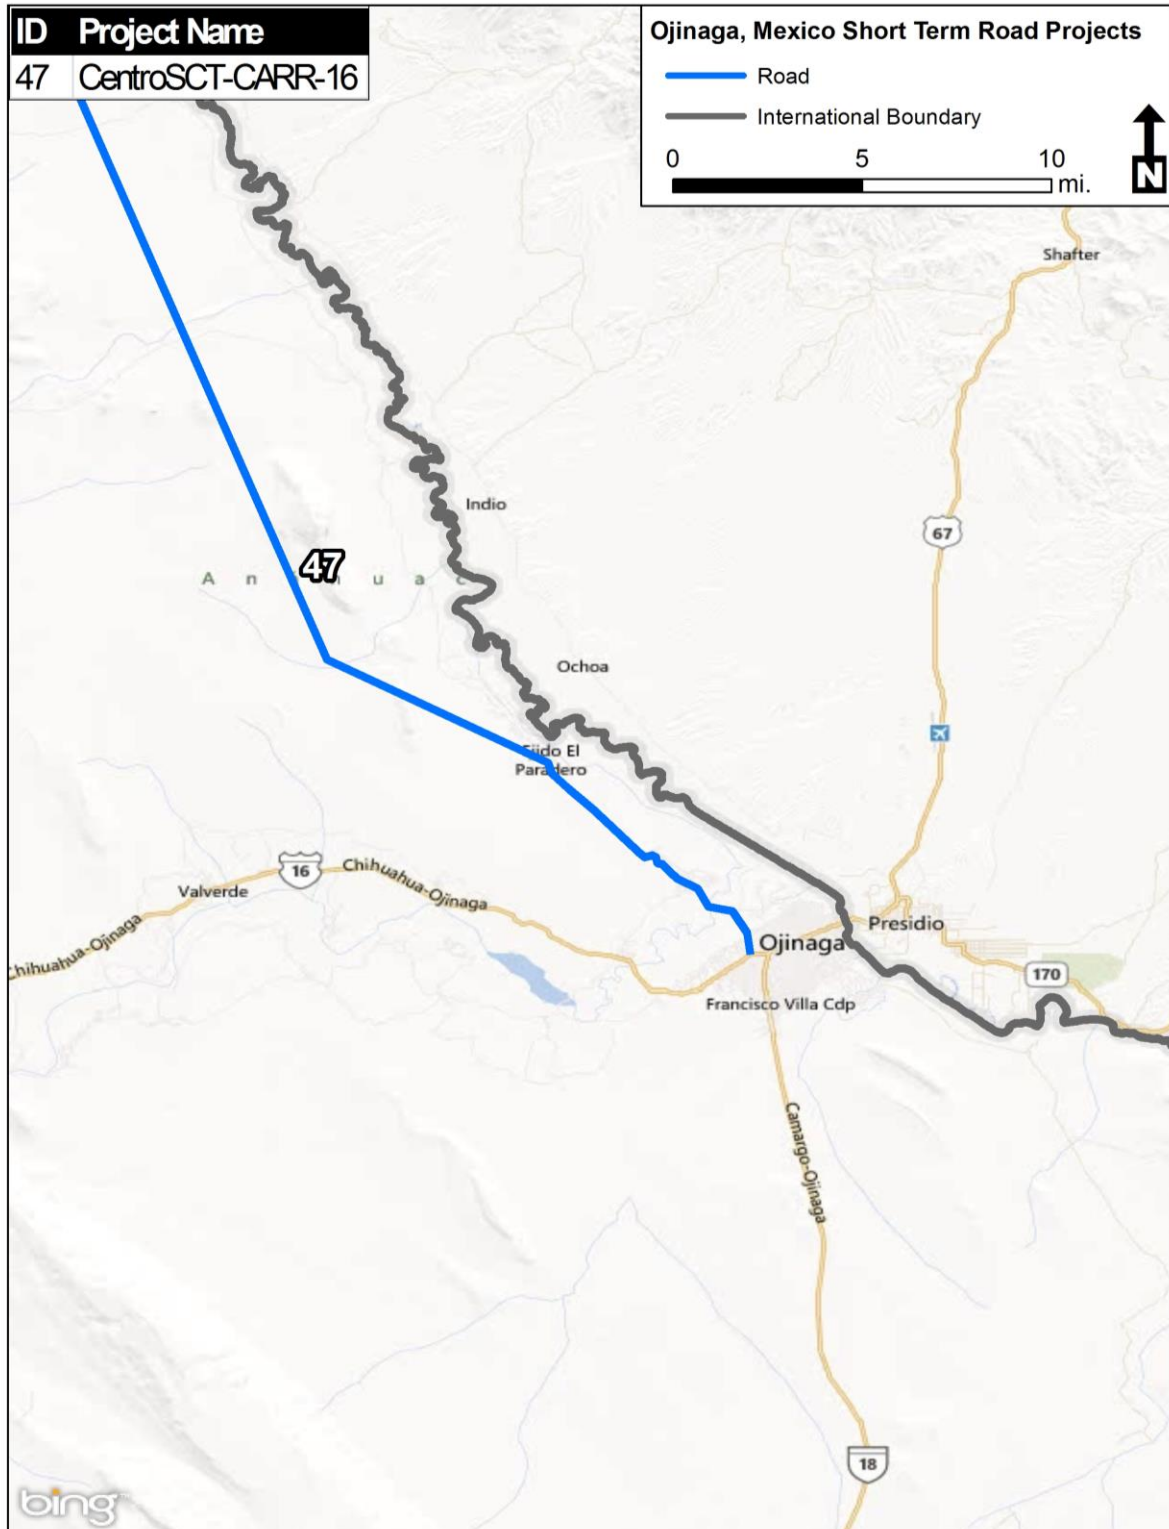 ID Project Name
47 CentroSCT-CARR-16
Ojinaga, Mexico Short Term Road Projects
Road
International Boundary
0 5 10
mi.
N
Shafter
67
Indio
47
Anahuac
Ochoa
Ejido El
Paradero
16
Chihuahua-Ojinaga
Valverde
Chihuahua-Ojinaga
Presidio
Ojinaga
170
Francisco Villa Cdp
Camargo-Ojinaga
18
bing